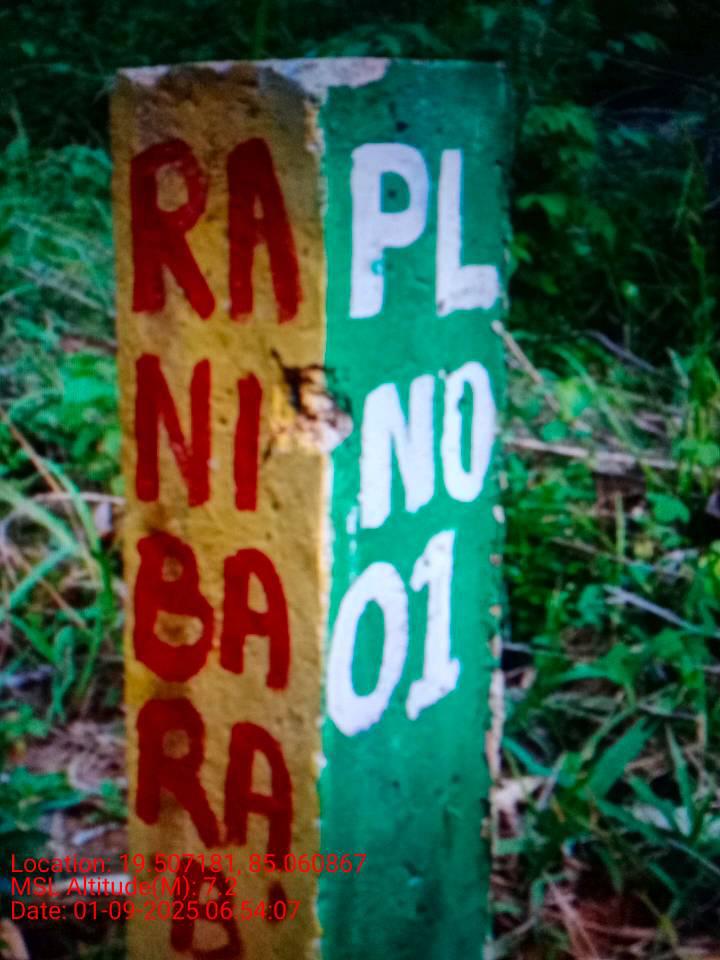 RA
NI
BA
RA
PL
NO
01
Location: 19.507181, 85.060867
MSL Altitude(M): 7.2
Date: 01-09-2025 06:54:07